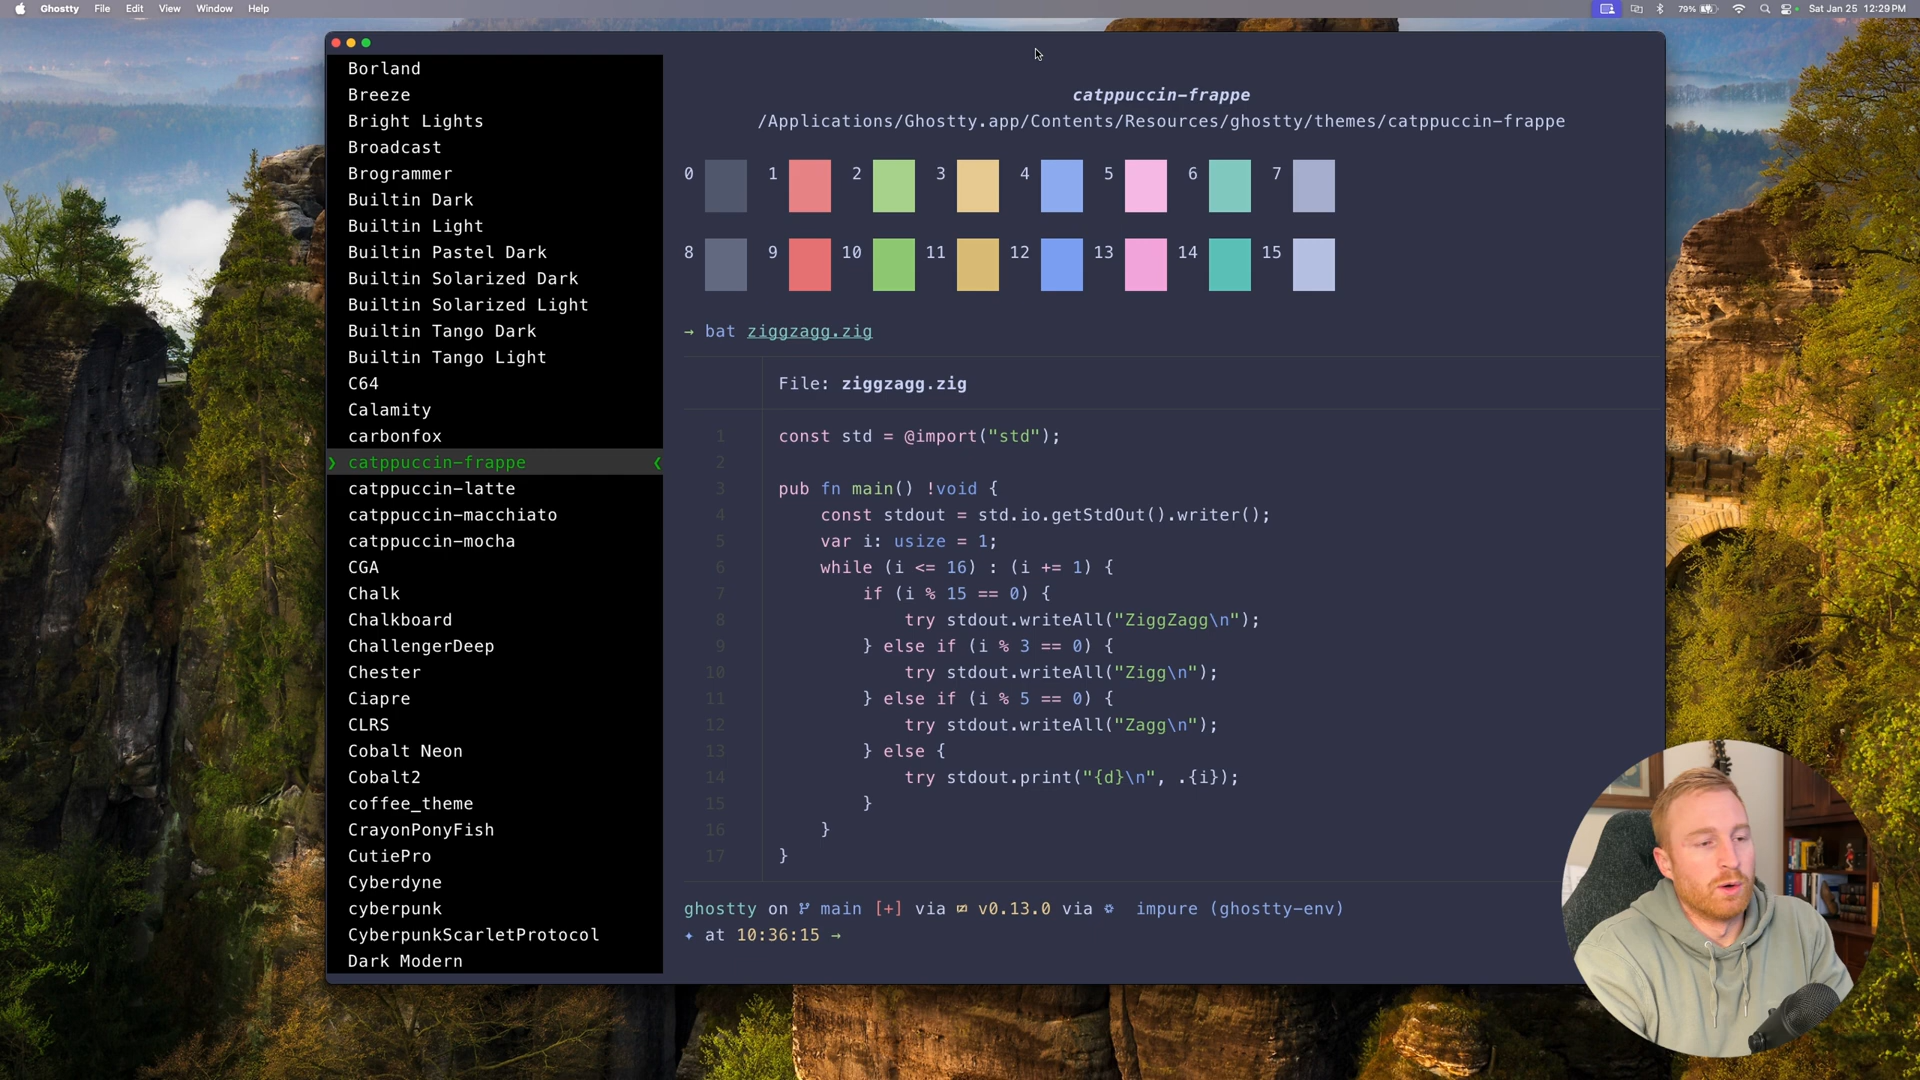 Ghostty File Edit View Window Help 79% Sat Jan 25 12:29 PM
Borland
Breeze
Bright Lights
Broadcast
Brogrammer
Builtin Dark
Builtin Light
Builtin Pastel Dark
Builtin Solarized Dark
Builtin Solarized Light
Builtin Tango Dark
Builtin Tango Light
C64
Calamity
carbonfox
❯ catppuccin-frappe ❮
catppuccin-latte
catppuccin-macchiato
catppuccin-mocha
CGA
Chalk
Chalkboard
ChallengerDeep
Chester
Ciapre
CLRS
Cobalt Neon
Cobalt2
coffee_theme
CrayonPonyFish
CutiePro
Cyberdyne
cyberpunk
CyberpunkScarletProtocol
Dark Modern
catppuccin-frappe
/Applications/Ghostty.app/Contents/Resources/ghostty/themes/catppuccin-frappe
0 1 2 3 4 5 6 7
8 9 10 11 12 13 14 15
→ bat ziggzagg.zig
File: ziggzagg.zig
1 const std = @import("std");
2
3 pub fn main() !void {
4 const stdout = std.io.getStdOut().writer();
5 var i: usize = 1;
6 while (i <= 16) : (i += 1) {
7 if (i % 15 == 0) {
8 try stdout.writeAll("ZiggZagg\n");
9 } else if (i % 3 == 0) {
10 try stdout.writeAll("Zigg\n");
11 } else if (i % 5 == 0) {
12 try stdout.writeAll("Zagg\n");
13 } else {
14 try stdout.print("{d}\n", .{i});
15 }
16 }
17 }
ghostty on main [+] via v0.13.0 via impure (ghostty-env)
✦ at 10:36:15 →